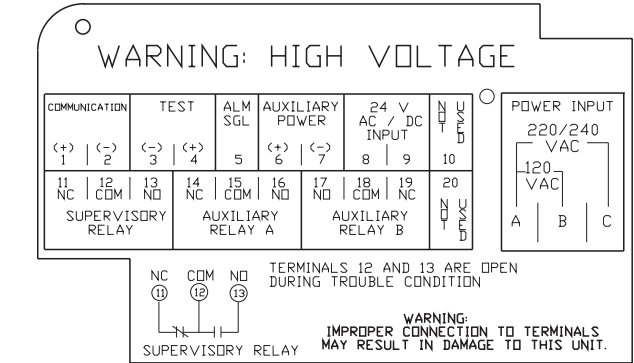 WARNING: HIGH VOLTAGE
COMMUNICATION
(+) (-)
1 2
TEST
(-) (+)
3 4
ALM
SGL
5
AUXILIARY
POWER
(+) (-)
6 7
24 V
AC / DC
INPUT
8 9
NOT
USED
10
11 12 13
NC COM NO
SUPERVISORY
RELAY
14 15 16
NC COM NO
AUXILIARY
RELAY A
17 18 19
NO COM NC
AUXILIARY
RELAY B
20
NOT
USED
POWER INPUT
220/240
VAC
120
VAC
A B C
NC COM NO
11 12 13
SUPERVISORY RELAY
TERMINALS 12 AND 13 ARE OPEN
DURING TROUBLE CONDITION
WARNING:
IMPROPER CONNECTION TO TERMINALS
MAY RESULT IN DAMAGE TO THIS UNIT.